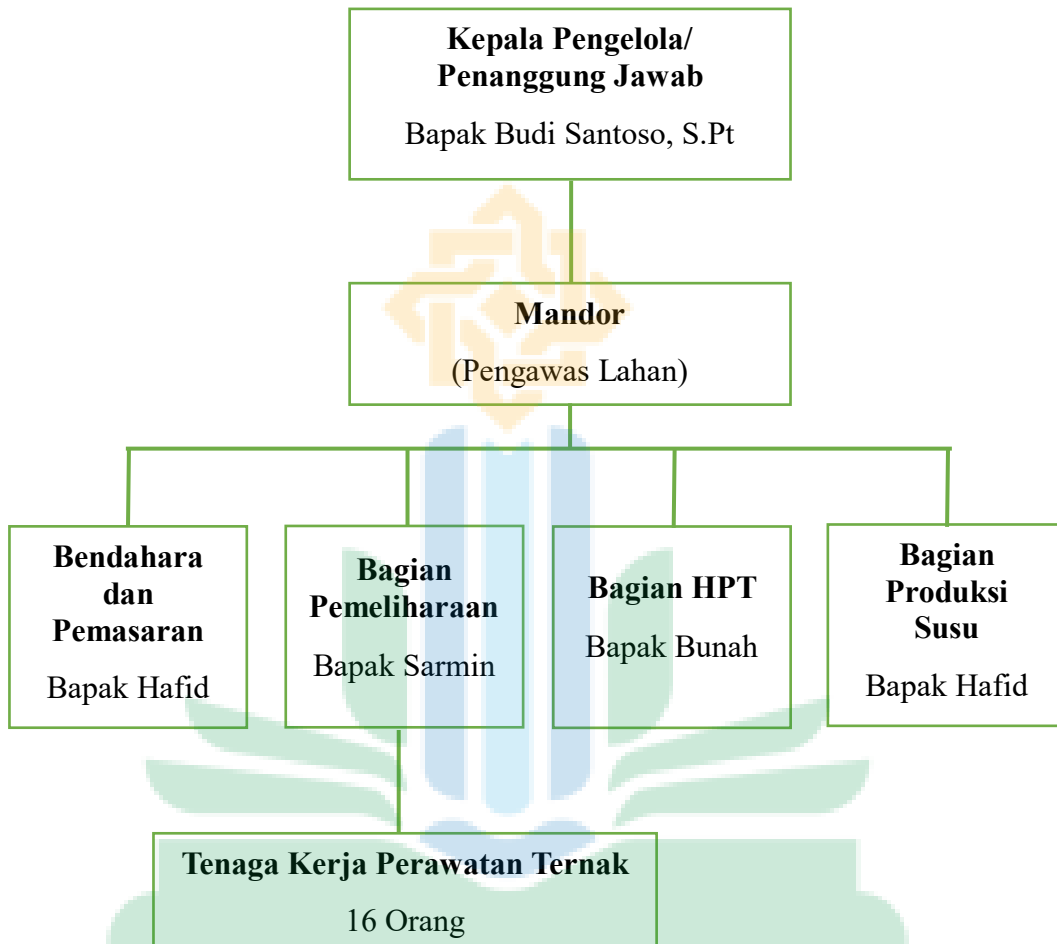 Kepala Pengelola/
Penanggung Jawab
Bapak Budi Santoso, S.Pt
Mandor
(Pengawas Lahan)
Bendahara
dan
Pemasaran
Bapak Hafid
Bagian
Pemeliharaan
Bapak Sarmin
Bagian HPT
Bapak Bunah
Bagian
Produksi
Susu
Bapak Hafid
Tenaga Kerja Perawatan Ternak
16 Orang